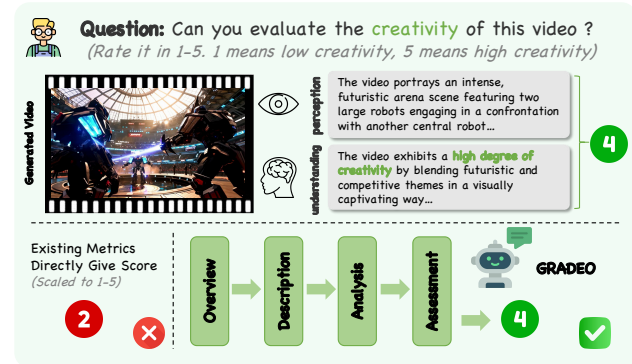 Question: Can you evaluate the creativity of this video ?
(Rate it in 1-5. 1 means low creativity, 5 means high creativity)
Generated Video
perception
The video portrays an intense,
futuristic arena scene featuring two
large robots engaging in a confrontation
with another central robot...
understanding
The video exhibits a high degree of
creativity by blending futuristic and
competitive themes in a visually
captivating way...
4
Existing Metrics
Directly Give Score
(Scaled to 1-5)
2
Overview
Description
Analysis
Assessment
GRADEO
4